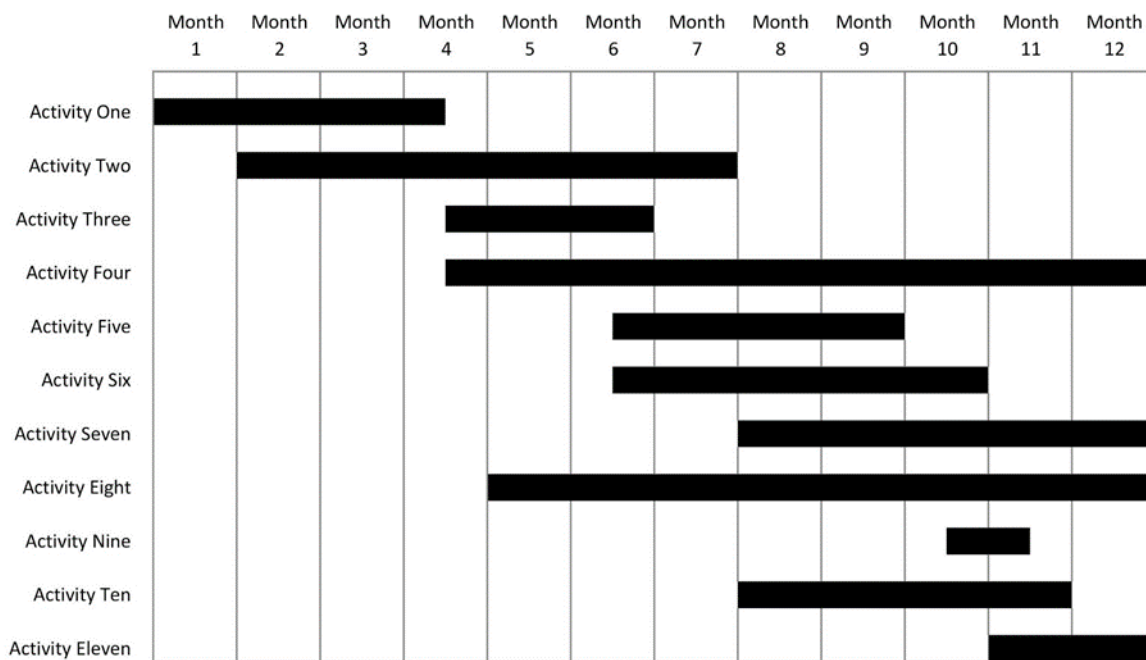 Month Month Month Month Month Month Month Month Month Month Month Month
1 2 3 4 5 6 7 8 9 10 11 12
Activity One
Activity Two
Activity Three
Activity Four
Activity Five
Activity Six
Activity Seven
Activity Eight
Activity Nine
Activity Ten
Activity Eleven